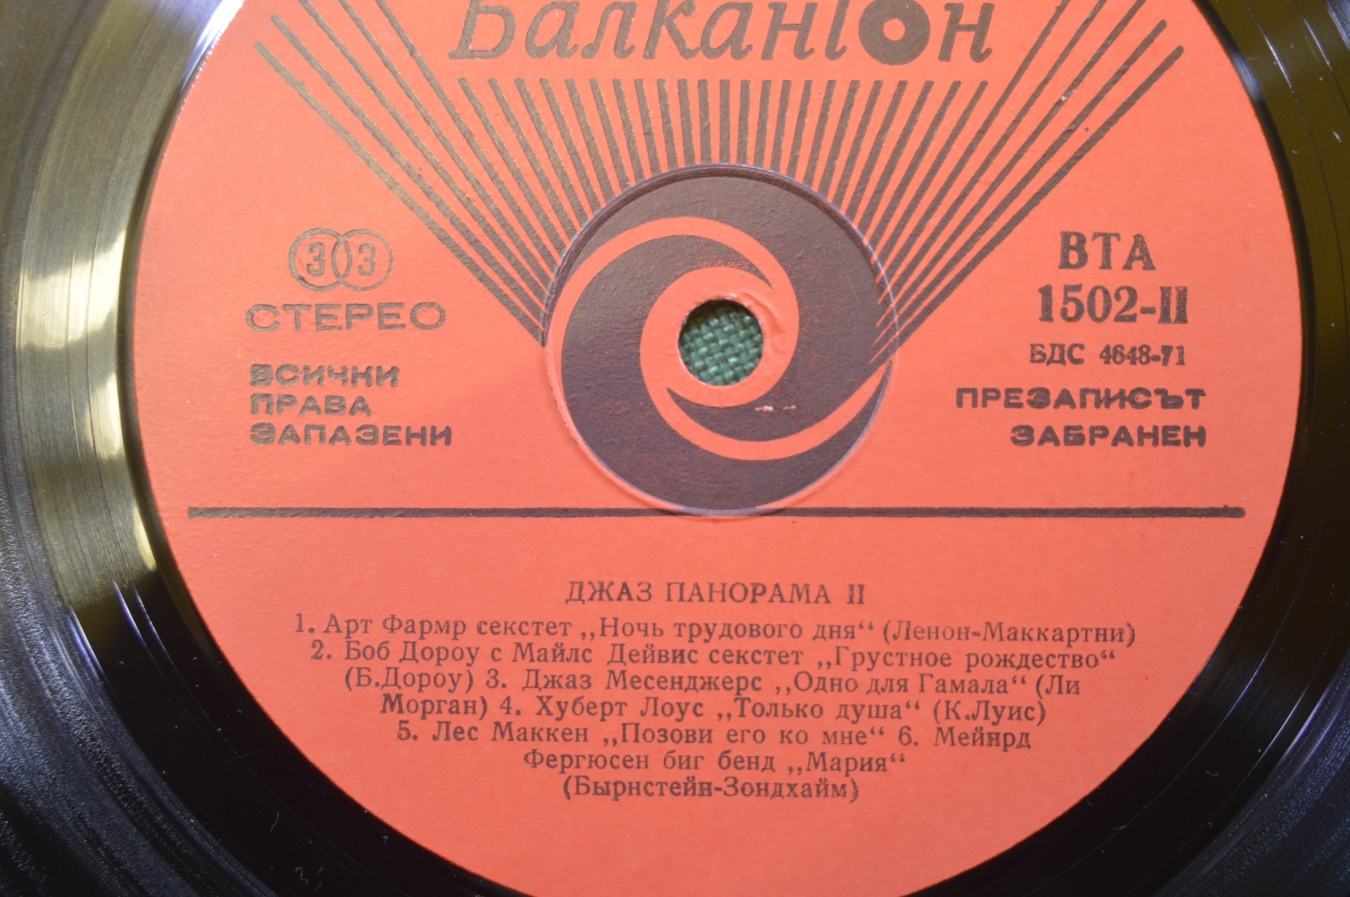 Балкантон
33
СТЕРЕО
ВСИЧКИ
ПРАВА
ЗАПАЗЕНИ
ВТА
1502-II
БДС 4648-71
ПРЕЗАПИСЪТ
ЗАБРАНЕН
ДЖАЗ ПАНОРАМА II
1. Арт Фармр секстет „Ночь трудового дня“ (Ленон-Маккартни)
2. Боб Дороу с Майлс Дейвис секстет „Грустное рождество“
(Б.Дороу) 3. Джаз Месенджерс „Одно для Гамала“ (Ли
Морган) 4. Хуберт Лоус „Только душа“ (К.Луис)
5. Лес Маккен „Позови его ко мне“ 6. Мейнрд
Фергюсен биг бенд „Мария“
(Бырнстейн-Зондхайм)